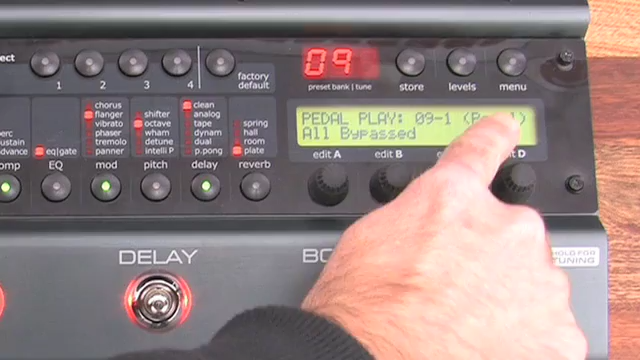 ect
1 2 3 4
factory
default
09
preset bank | tune
store levels menu
perc
sustain
advance
eq|gate
chorus
flanger
vibrato
phaser
tremolo
panner
shifter
octave
wham
detune
intelli P
clean
analog
tape
dynam
dual
p.pong
spring
hall
room
plate
PEDAL PLAY: 09-1
All Bypassed
omp EQ mod pitch delay reverb
edit A edit B D
DELAY BO
HOLD FOR
TUNING